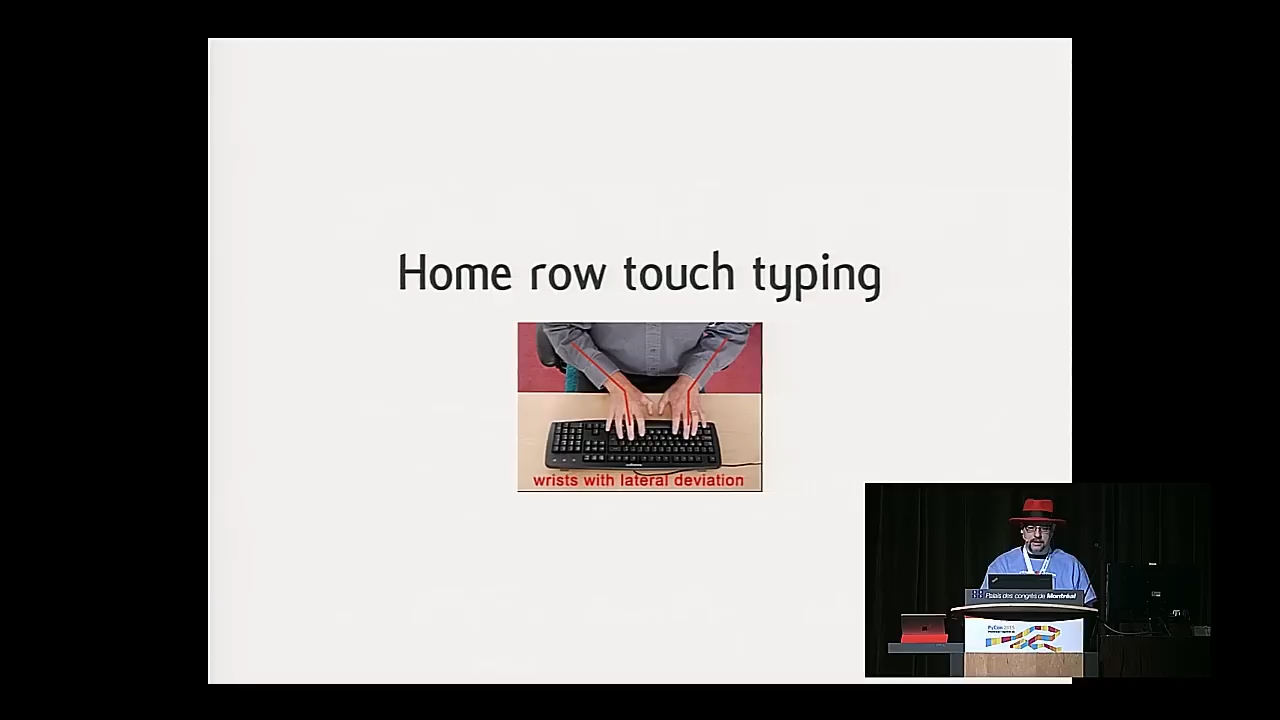 Home row touch typing
wrists with lateral deviation
Palais des congrès de Montréal
PyCon 2015